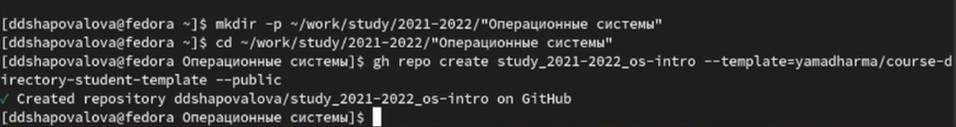 [ddshapovalova@fedora ~]$ mkdir -p ~/work/study/2021-2022/"Операционные системы"
[ddshapovalova@fedora ~]$ cd ~/work/study/2021-2022/"Операционные системы"
[ddshapovalova@fedora Операционные системы]$ gh repo create study_2021-2022_os-intro --template=yamadharma/course-d
irectory-student-template --public
✓ Created repository ddshapovalova/study_2021-2022_os-intro on GitHub
[ddshapovalova@fedora Операционные системы]$